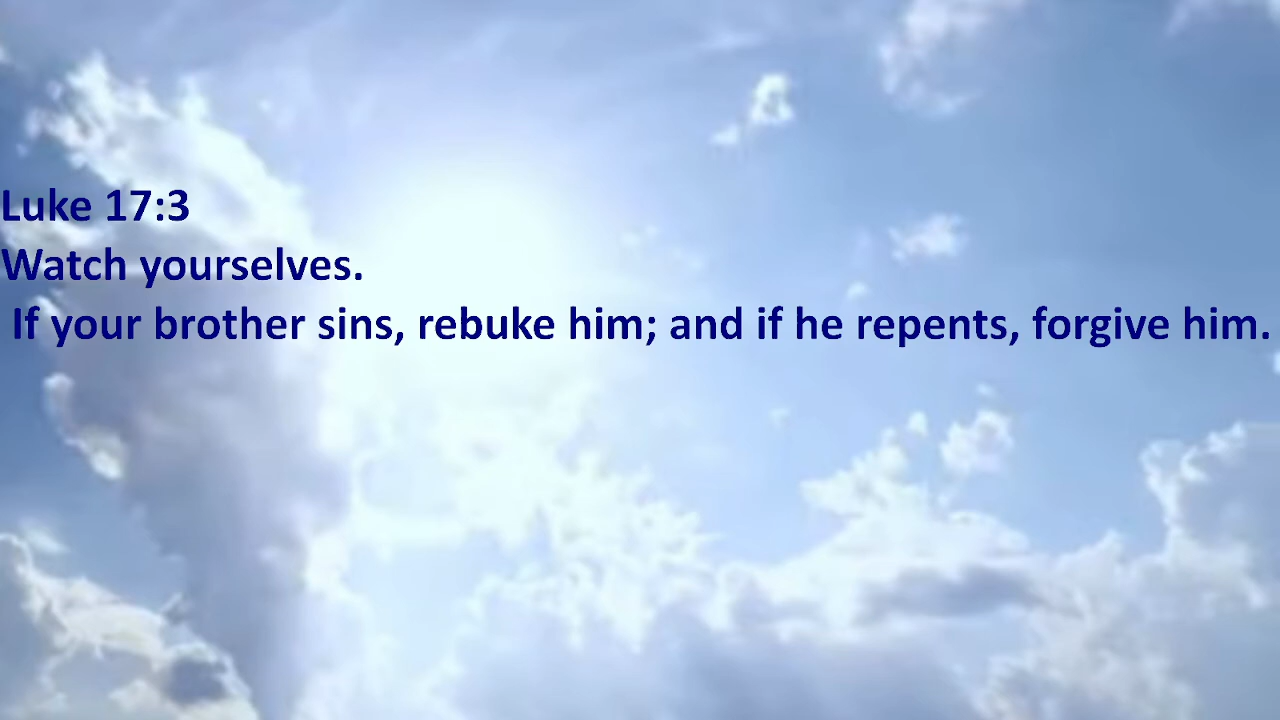 Luke 17:3
Watch yourselves.
If your brother sins, rebuke him; and if he repents, forgive him.